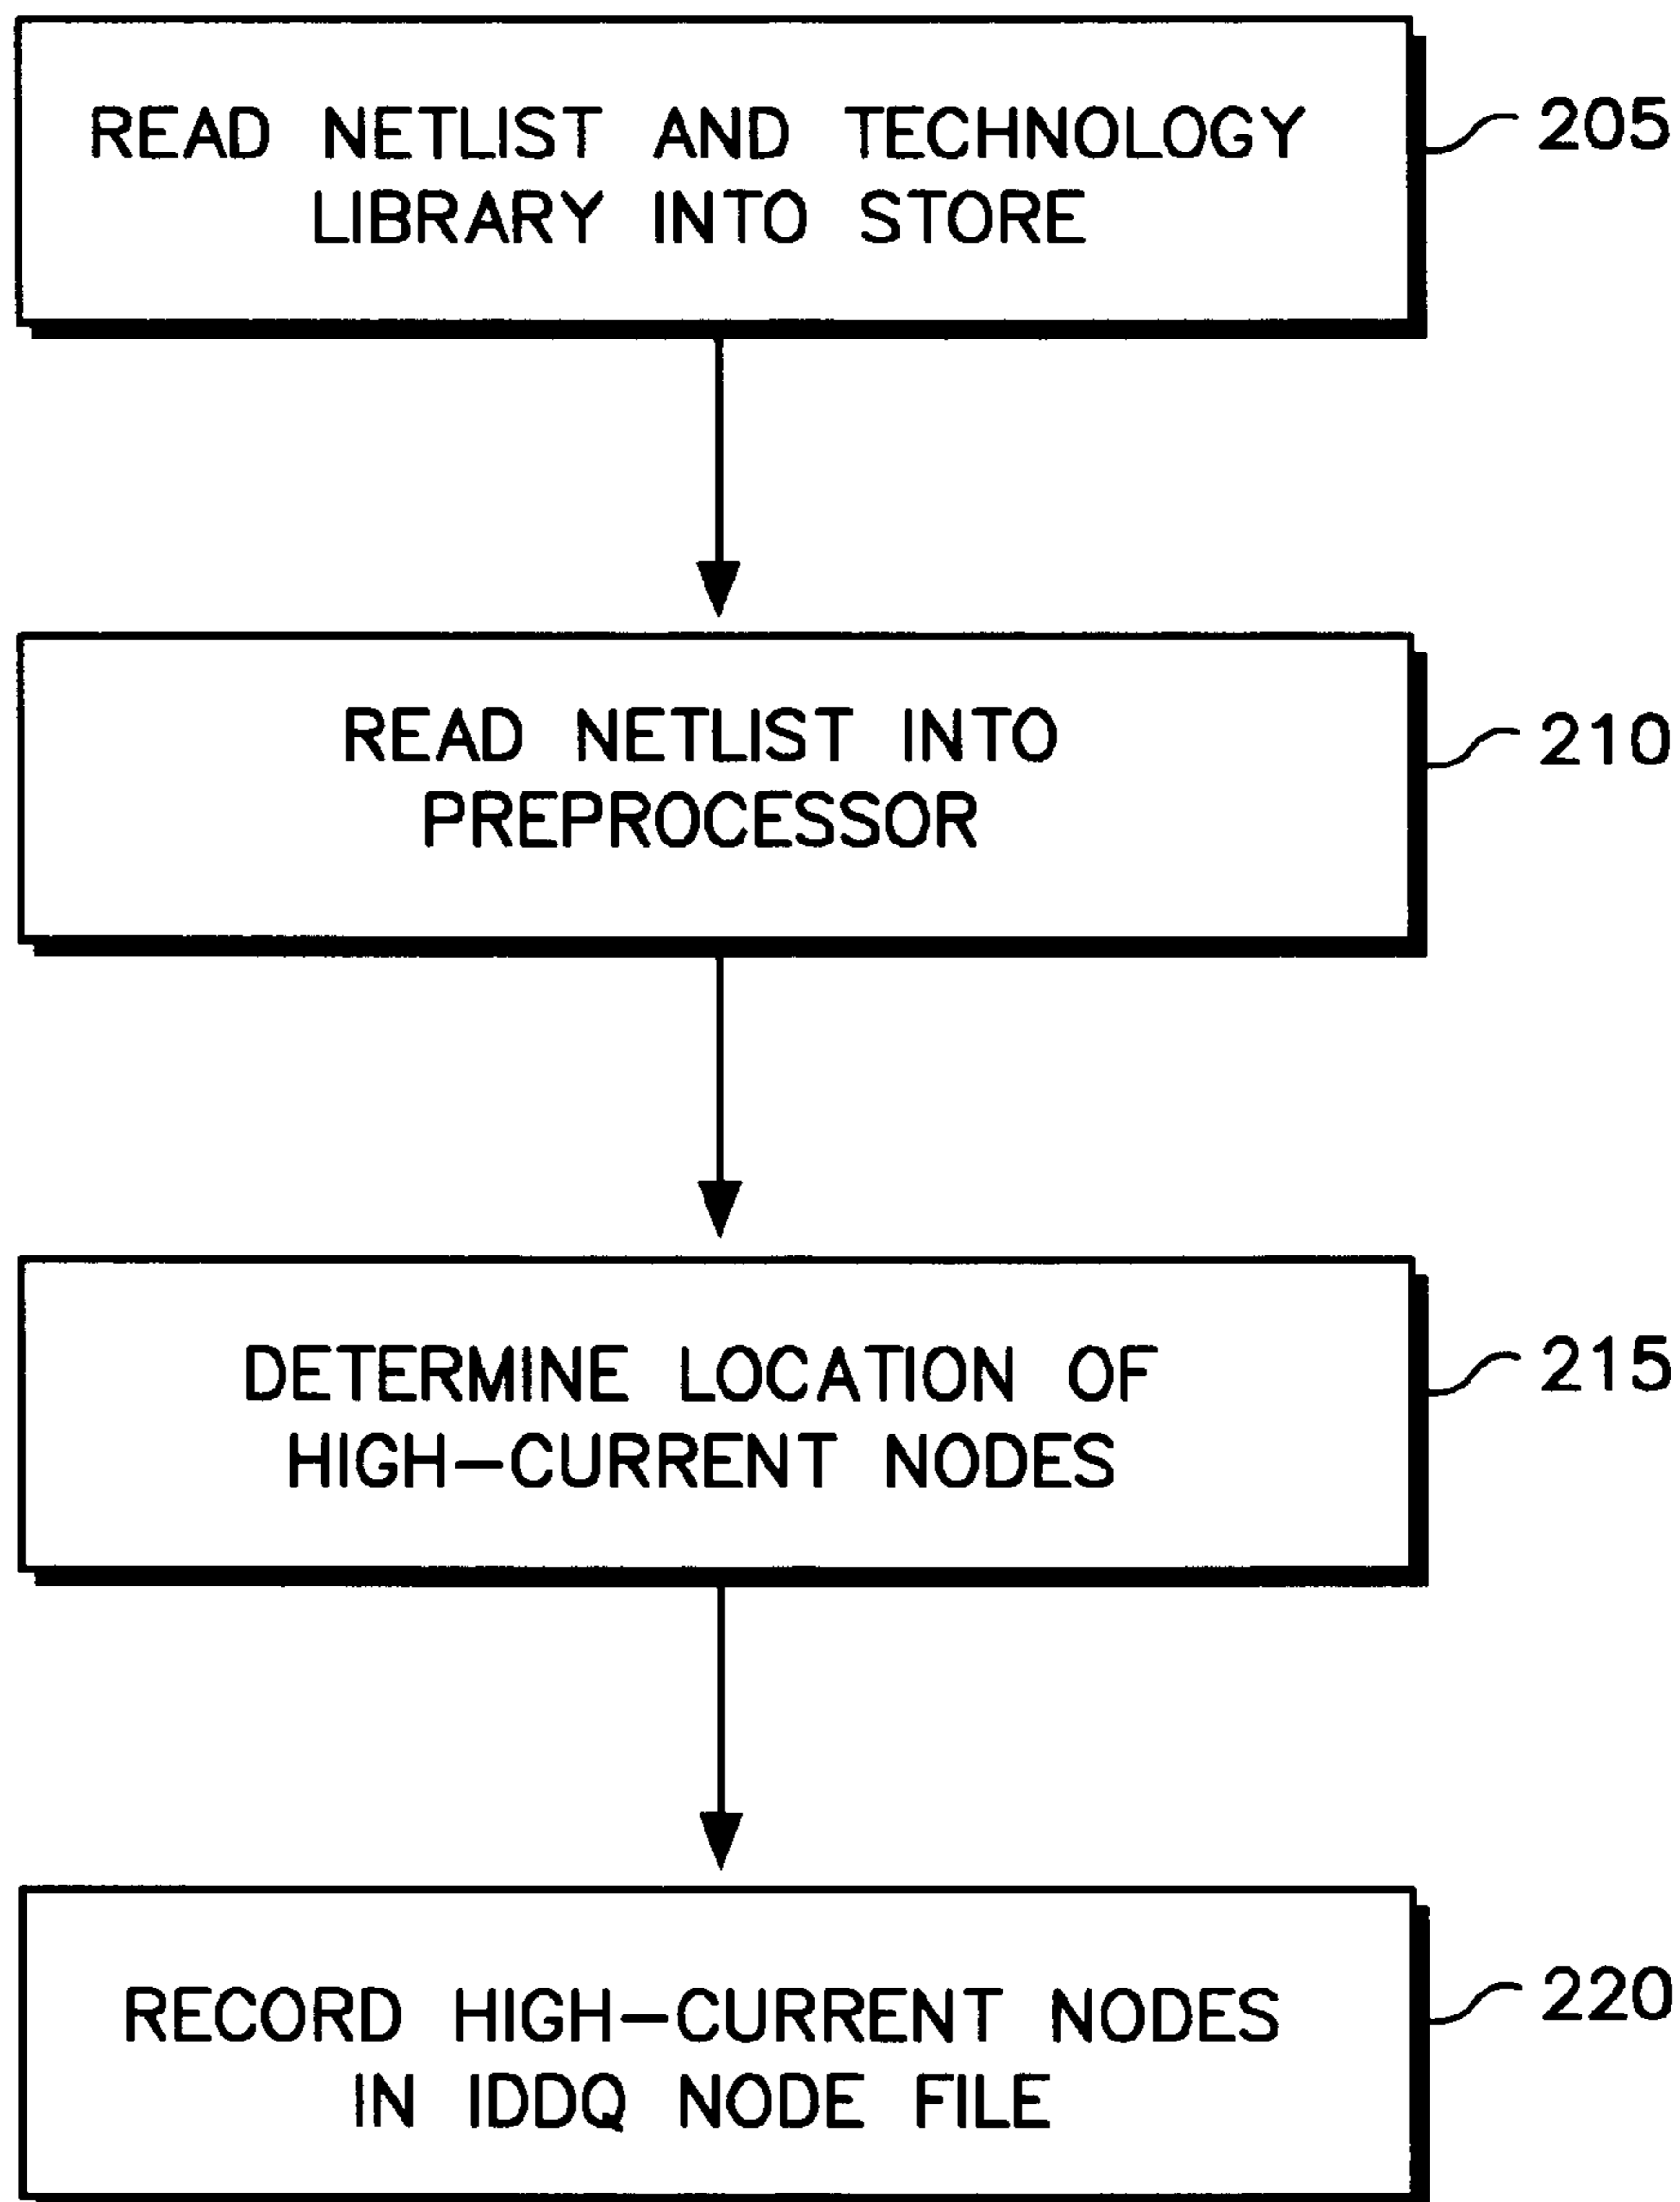 READ NETLIST AND TECHNOLOGY
LIBRARY INTO STORE
205
READ NETLIST INTO
PREPROCESSOR
210
DETERMINE LOCATION OF
HIGH-CURRENT NODES
215
RECORD HIGH-CURRENT NODES
IN IDDQ NODE FILE
220